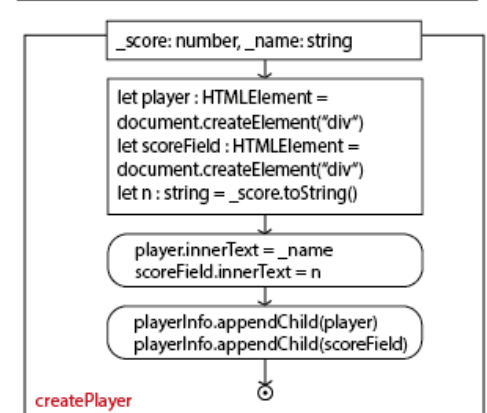 _score: number, _name: string
let player : HTMLElement =
document.createElement("div")
let scoreField : HTMLElement =
document.createElement("div")
let n : string = _score.toString()
player.innerText = _name
scoreField.innerText = n
playerInfo.appendChild(player)
playerInfo.appendChild(scoreField)
createPlayer